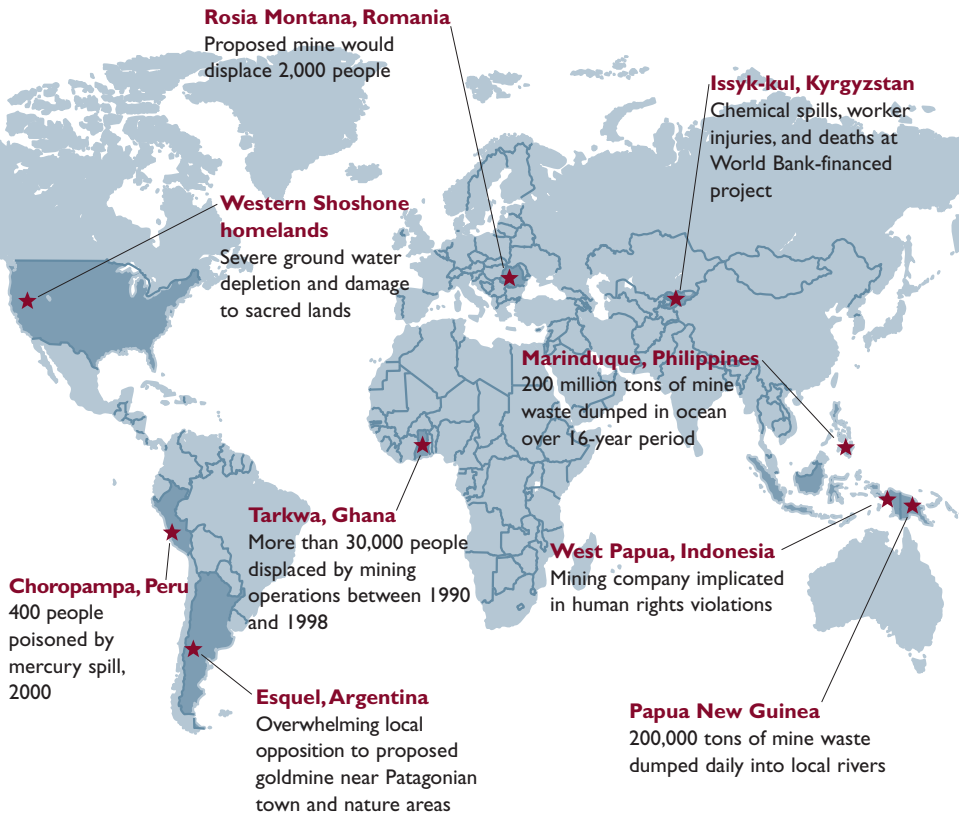 Rosia Montana, Romania
Proposed mine would
displace 2,000 people
Issyk-kul, Kyrgyzstan
Chemical spills, worker
injuries, and deaths at
World Bank-financed
project
Western Shoshone
homelands
Severe ground water
depletion and damage
to sacred lands
Marinduque, Philippines
200 million tons of mine
waste dumped in ocean
over 16-year period
Tarkwa, Ghana
More than 30,000 people
displaced by mining
operations between 1990
and 1998
West Papua, Indonesia
Mining company implicated
in human rights violations
Choropampa, Peru
400 people
poisoned by
mercury spill,
2000
Esquel, Argentina
Overwhelming local
opposition to proposed
goldmine near Patagonian
town and nature areas
Papua New Guinea
200,000 tons of mine waste
dumped daily into local rivers